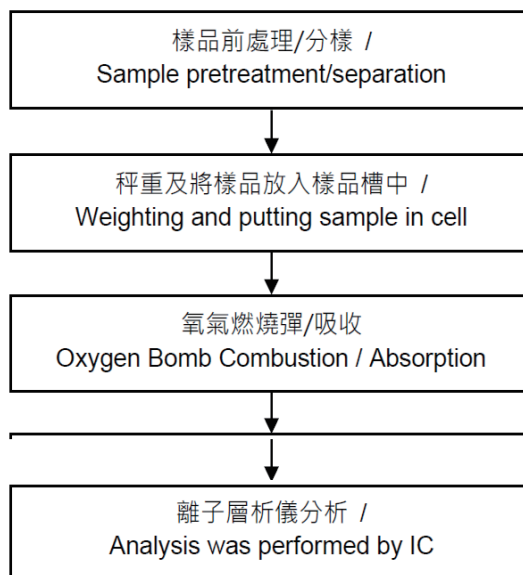 樣品前處理/分樣 /
Sample pretreatment/separation
秤重及將樣品放入樣品槽中 /
Weighting and putting sample in cell
氧氣燃燒彈/吸收
Oxygen Bomb Combustion / Absorption
離子層析儀分析 /
Analysis was performed by IC